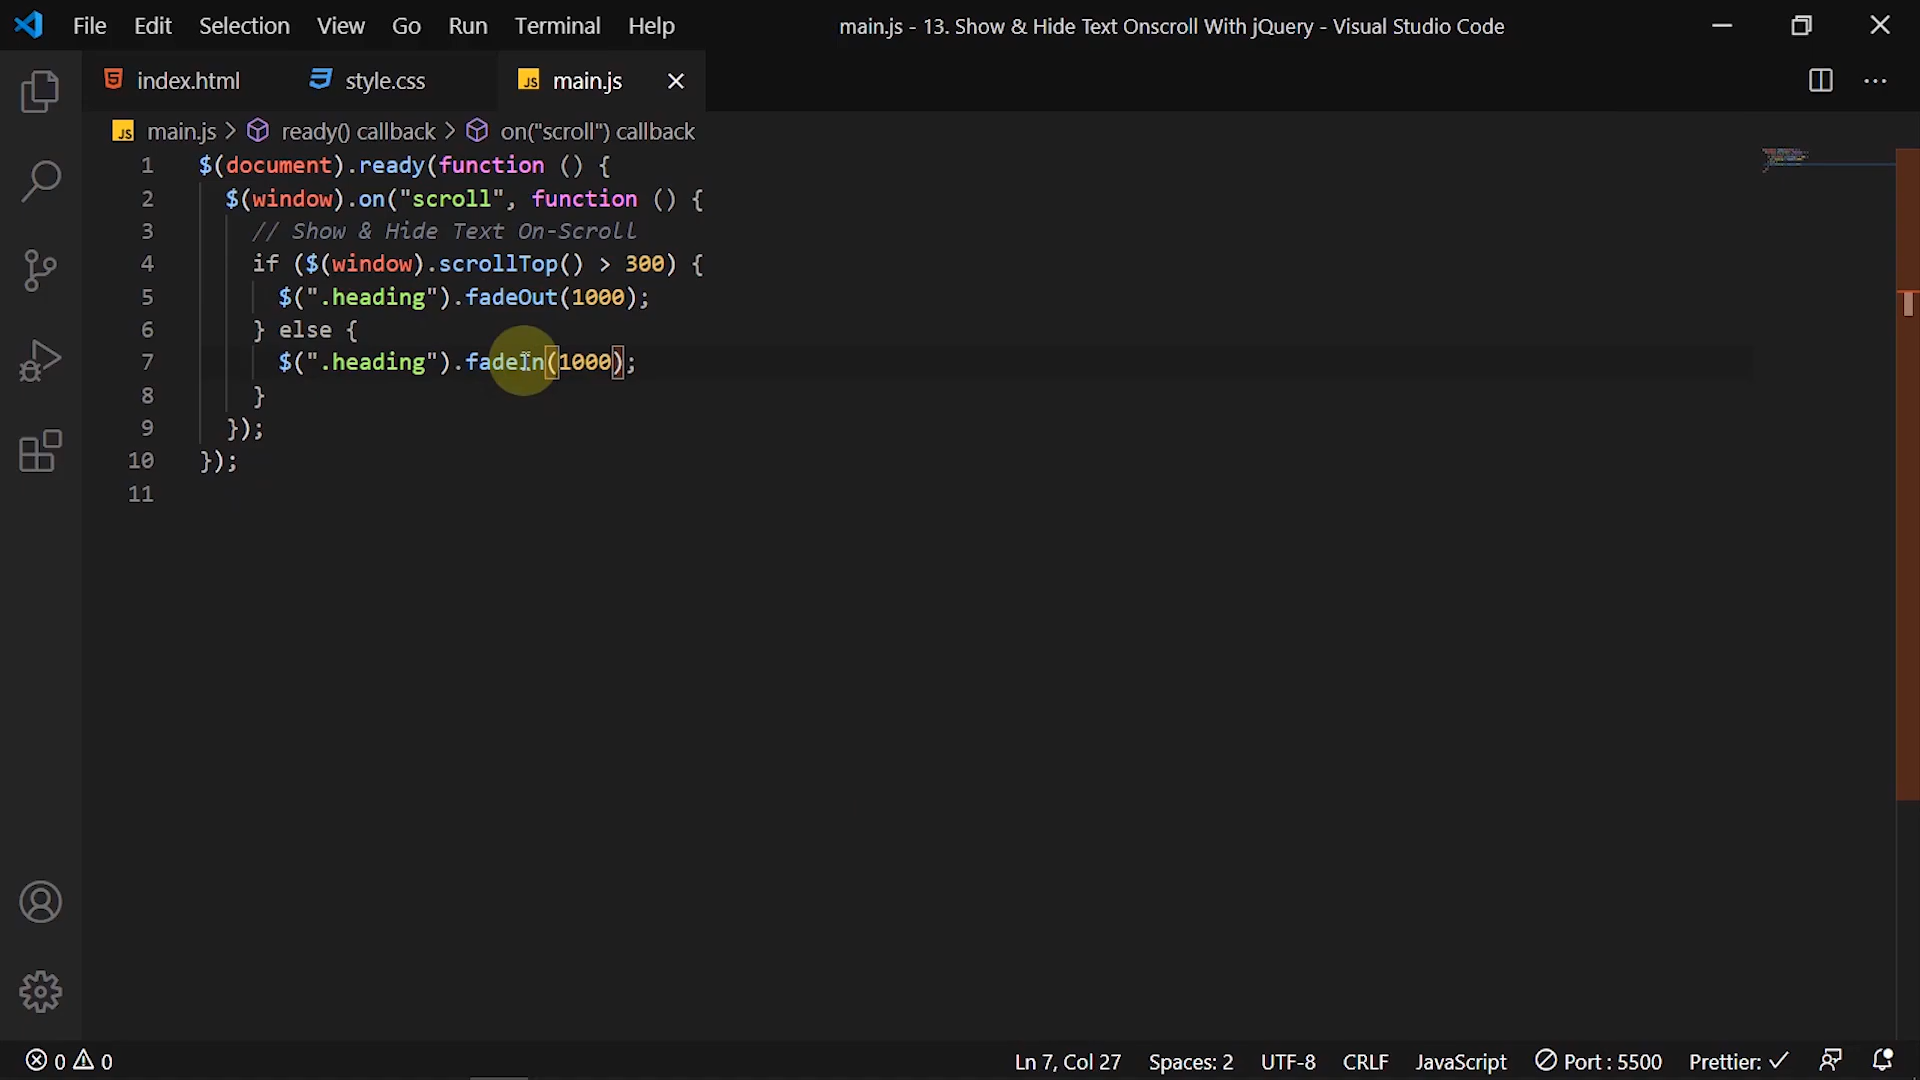 File Edit Selection View Go Run Terminal Help main.js - 13. Show & Hide Text Onscroll With jQuery - Visual Studio Code
index.html style.css JS main.js
JS main.js > ready() callback > on("scroll") callback
1 $(document).ready(function () {
2 $(window).on("scroll", function () {
3 // Show & Hide Text On-Scroll
4 if ($(window).scrollTop() > 300) {
5 $(".heading").fadeOut(1000);
6 } else {
7 $(".heading").fadeIn(1000);
8 }
9 });
10 });
11
0 0 Ln 7, Col 27 Spaces: 2 UTF-8 CRLF JavaScript Port : 5500 Prettier: ✓